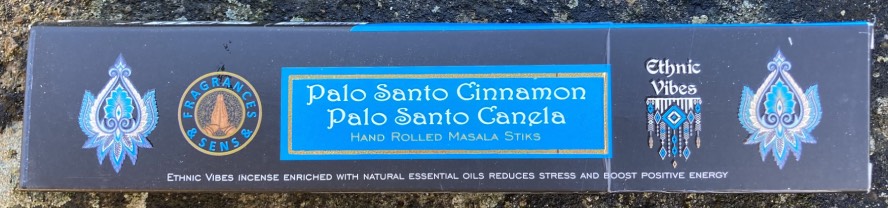 FRAGRANCES
& SENS &
Palo Santo Cinnamon
Palo Santo Canela
HAND ROLLED MASALA STIKS
Ethnic
Vibes
ETHNIC VIBES INCENSE ENRICHED WITH NATURAL ESSENTIAL OILS REDUCES STRESS AND BOOST POSITIVE ENERGY